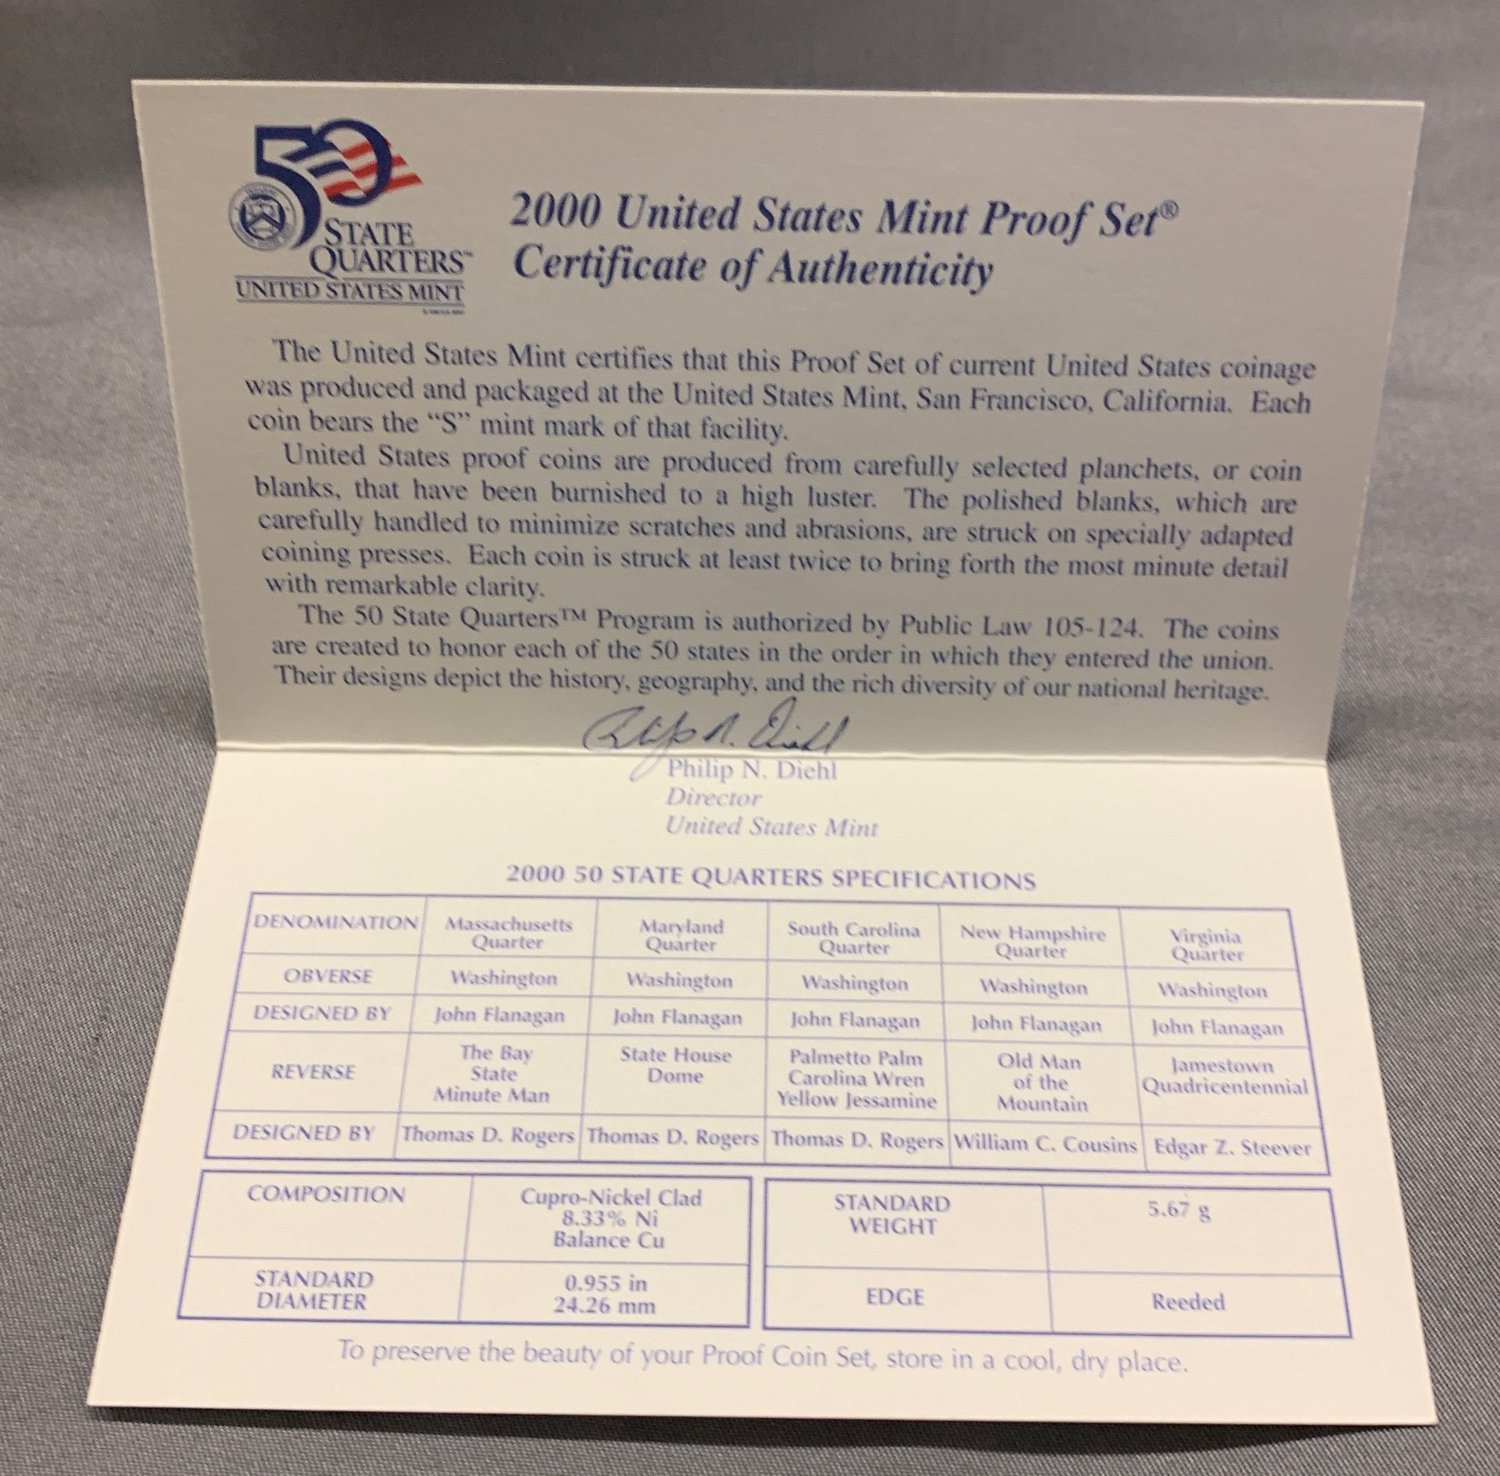 50
STATE
QUARTERS™
UNITED STATES MINT
2000 United States Mint Proof Set®
Certificate of Authenticity
The United States Mint certifies that this Proof Set of current United States coinage
was produced and packaged at the United States Mint, San Francisco, California. Each
coin bears the “S” mint mark of that facility.
United States proof coins are produced from carefully selected planchets, or coin
blanks, that have been burnished to a high luster. The polished blanks, which are
carefully handled to minimize scratches and abrasions, are struck on specially adapted
coining presses. Each coin is struck at least twice to bring forth the most minute detail
with remarkable clarity.
The 50 State Quarters™ Program is authorized by Public Law 105-124. The coins
are created to honor each of the 50 states in the order in which they entered the union.
Their designs depict the history, geography, and the rich diversity of our national heritage.
Philip N. Diehl
Philip N. Diehl
Director
United States Mint
2000 50 STATE QUARTERS SPECIFICATIONS
DENOMINATION Massachusetts Quarter Maryland Quarter South Carolina Quarter New Hampshire Quarter Virginia Quarter
OBVERSE Washington Washington Washington Washington Washington
DESIGNED BY John Flanagan John Flanagan John Flanagan John Flanagan John Flanagan
REVERSE The Bay State Minute Man State House Dome Palmetto Palm Carolina Wren Yellow Jessamine Old Man of the Mountain Jamestown Quadricentennial
DESIGNED BY Thomas D. Rogers Thomas D. Rogers Thomas D. Rogers William C. Cousins Edgar Z. Steever
COMPOSITION Cupro-Nickel Clad 8.33% Ni Balance Cu
STANDARD WEIGHT 5.67 g
STANDARD DIAMETER 0.955 in 24.26 mm
EDGE Reeded
To preserve the beauty of your Proof Coin Set, store in a cool, dry place.